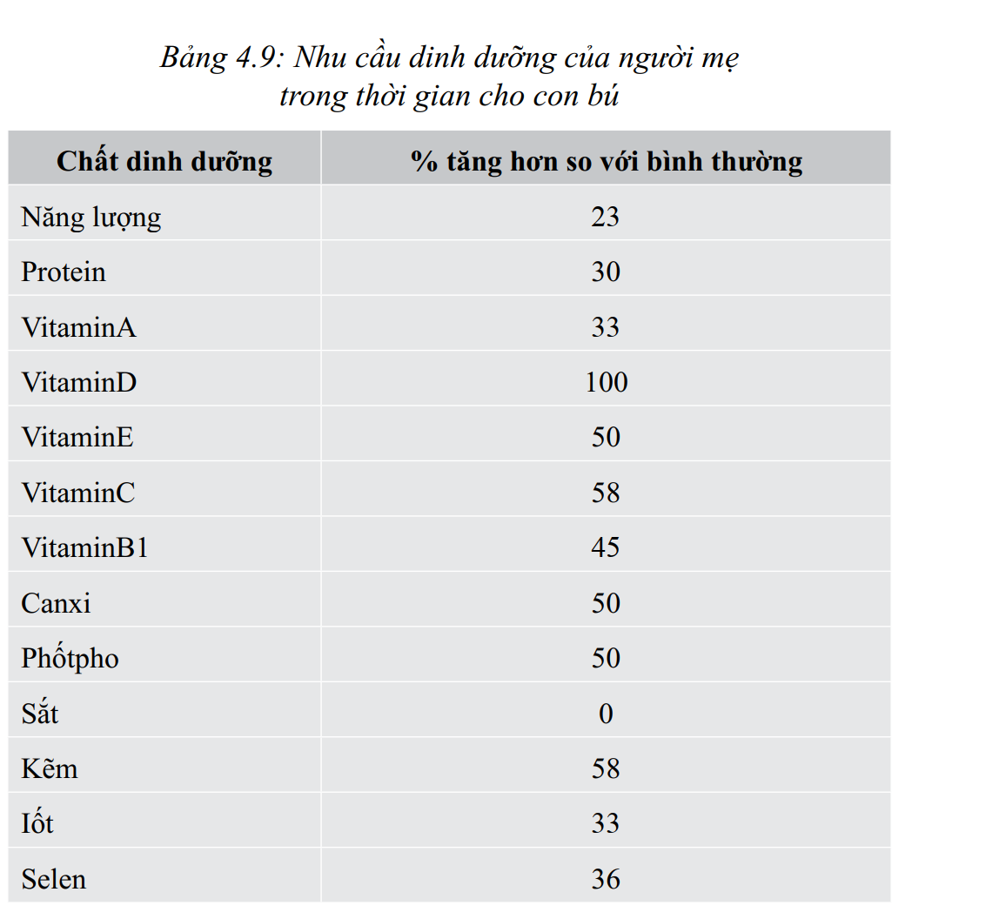 Bảng 4.9: Nhu cầu dinh dưỡng của người mẹ
trong thời gian cho con bú
Chất dinh dưỡng % tăng hơn so với bình thường
Năng lượng 23
Protein 30
VitaminA 33
VitaminD 100
VitaminE 50
VitaminC 58
VitaminB1 45
Canxi 50
Phốtpho 50
Sắt 0
Kẽm 58
Iốt 33
Selen 36